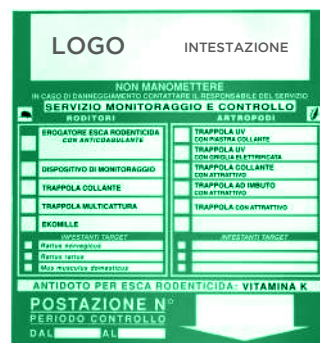 LOGO
INTESTAZIONE
NON MANOMETTERE
IN CASO DI DANNEGGIAMENTO CONTATTARE IL RESPONSABILE DEL SERVIZIO
SERVIZIO MONITORAGGIO E CONTROLLO
RODITORI
EROGATORE ESCA RODENTICIDA
CON ANTICOAGULANTE
DISPOSITIVO DI MONITORAGGIO
TRAPPOLA COLLANTE
TRAPPOLA MULTICATTURA
EKOMILLE
INFESTANTI TARGET
Rattus norvegicus
Rattus rattus
Mus musculus domesticus
ARTROPODI
TRAPPOLA UV
CON PIASTRA COLLANTE
TRAPPOLA UV
CON GRIGLIA ELETTRIFICATA
TRAPPOLA COLLANTE
CON ATTRATTIVO
TRAPPOLA AD IMBUTO
CON ATTRATTIVO
TRAPPOLA CON ATTRATTIVO
INFESTANTI TARGET
ANTIDOTO PER ESCA RODENTICIDA: VITAMINA K
POSTAZIONE N°
PERIODO CONTROLLO
DAL AL